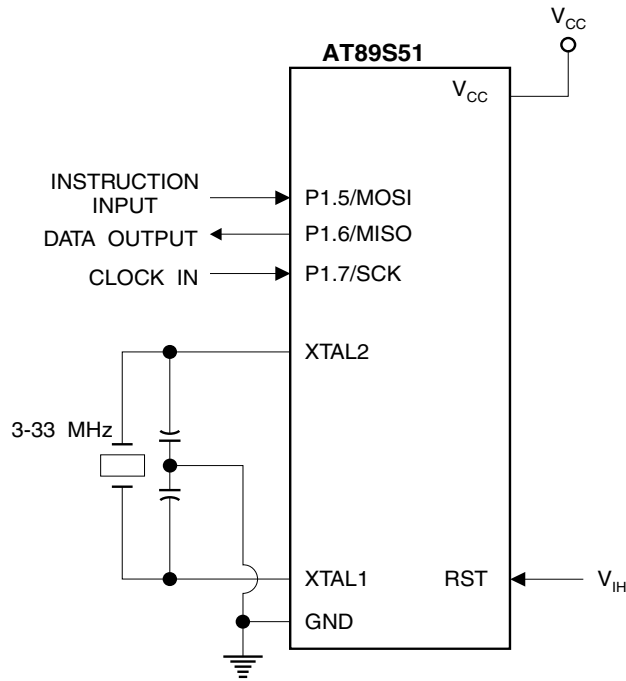 V_CC
AT89S51
V_CC
INSTRUCTION
INPUT
P1.5/MOSI
DATA OUTPUT
P1.6/MISO
CLOCK IN
P1.7/SCK
XTAL2
3-33 MHz
XTAL1
RST
V_IH
GND